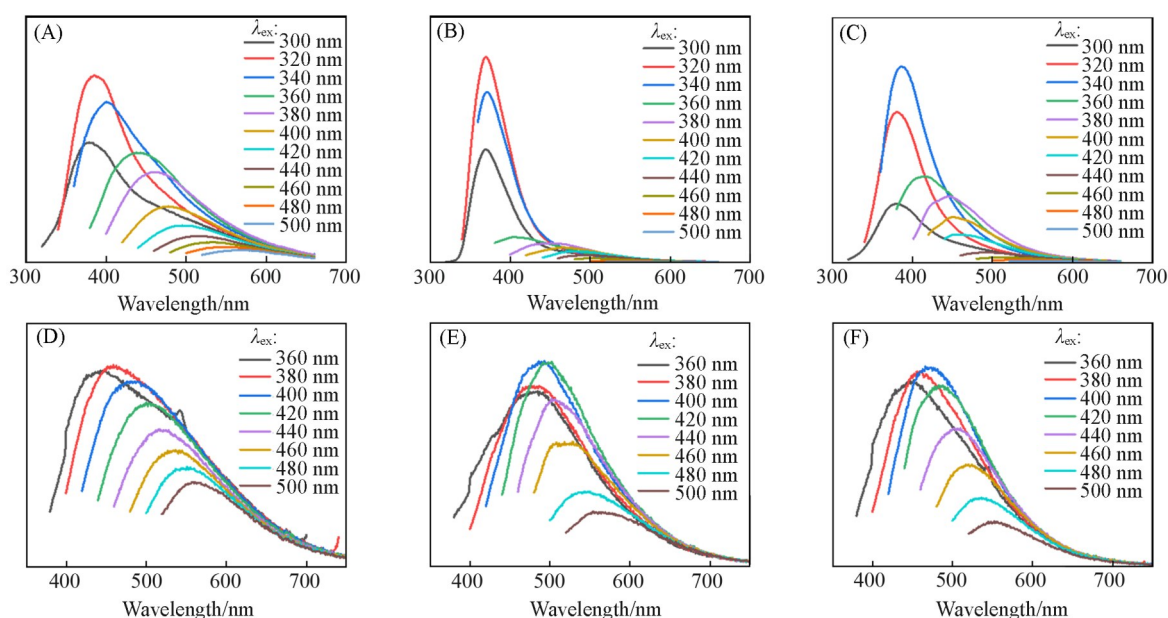 (A)
λex:
300 nm
320 nm
340 nm
360 nm
380 nm
400 nm
420 nm
440 nm
460 nm
480 nm
500 nm
300 400 500 600 700
Wavelength/nm
(B)
λex:
300 nm
320 nm
340 nm
360 nm
380 nm
400 nm
420 nm
440 nm
460 nm
480 nm
500 nm
300 400 500 600 700
Wavelength/nm
(C)
λex:
300 nm
320 nm
340 nm
360 nm
380 nm
400 nm
420 nm
440 nm
460 nm
480 nm
500 nm
300 400 500 600 700
Wavelength/nm
(D)
λex:
360 nm
380 nm
400 nm
420 nm
440 nm
460 nm
480 nm
500 nm
400 500 600 700
Wavelength/nm
(E)
λex:
360 nm
380 nm
400 nm
420 nm
440 nm
460 nm
480 nm
500 nm
400 500 600 700
Wavelength/nm
(F)
λex:
360 nm
380 nm
400 nm
420 nm
440 nm
460 nm
480 nm
500 nm
400 500 600 700
Wavelength/nm